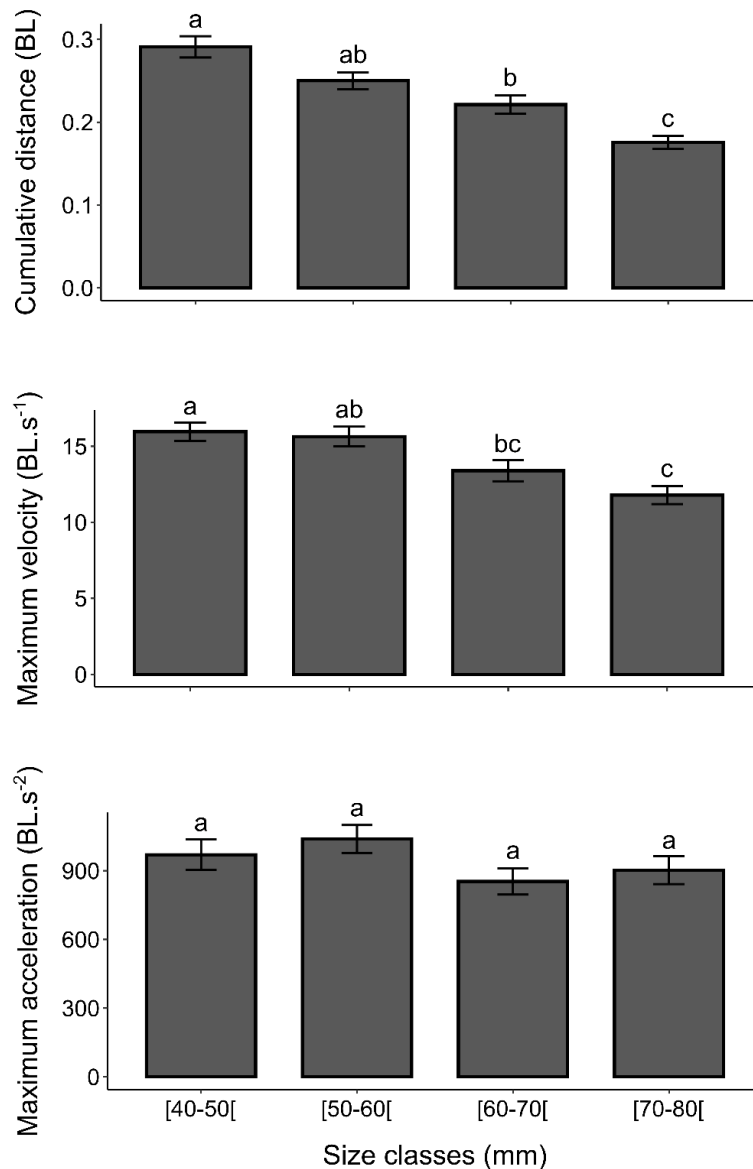 Cumulative distance (BL)
0.3
0.2
0.1
0.0
a
ab
b
c
Maximum velocity (BL.s⁻¹)
15
10
5
0
a
ab
bc
c
Maximum acceleration (BL.s⁻²)
900
600
300
0
a
a
a
a
[40-50[
[50-60[
[60-70[
[70-80[
Size classes (mm)